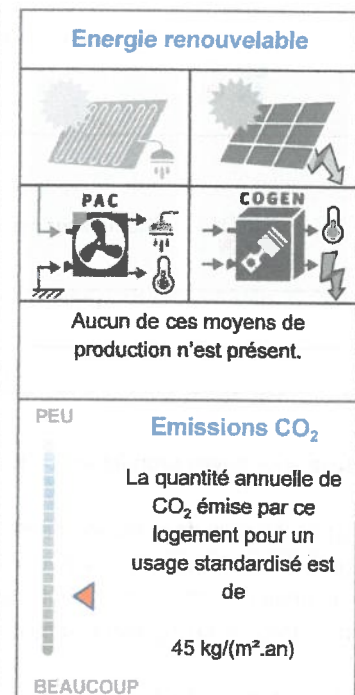 Energie renouvelable
PAC
COGEN
Aucun de ces moyens de
production n'est présent.
PEU
Emissions CO₂
La quantité annuelle de
CO₂ émise par ce
logement pour un
usage standardisé est
de
45 kg/(m².an)
BEAUCOUP